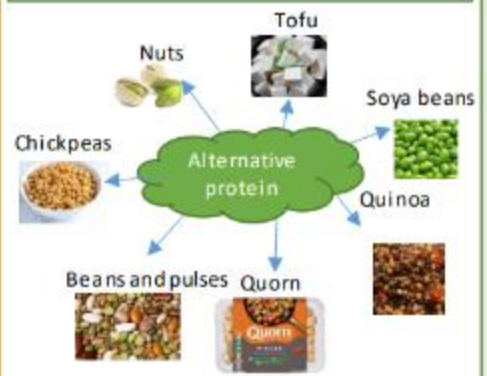 Tofu
Nuts
Soya beans
Chickpeas
Alternative
protein
Quinoa
Beans and pulses
Quorn
Quorn